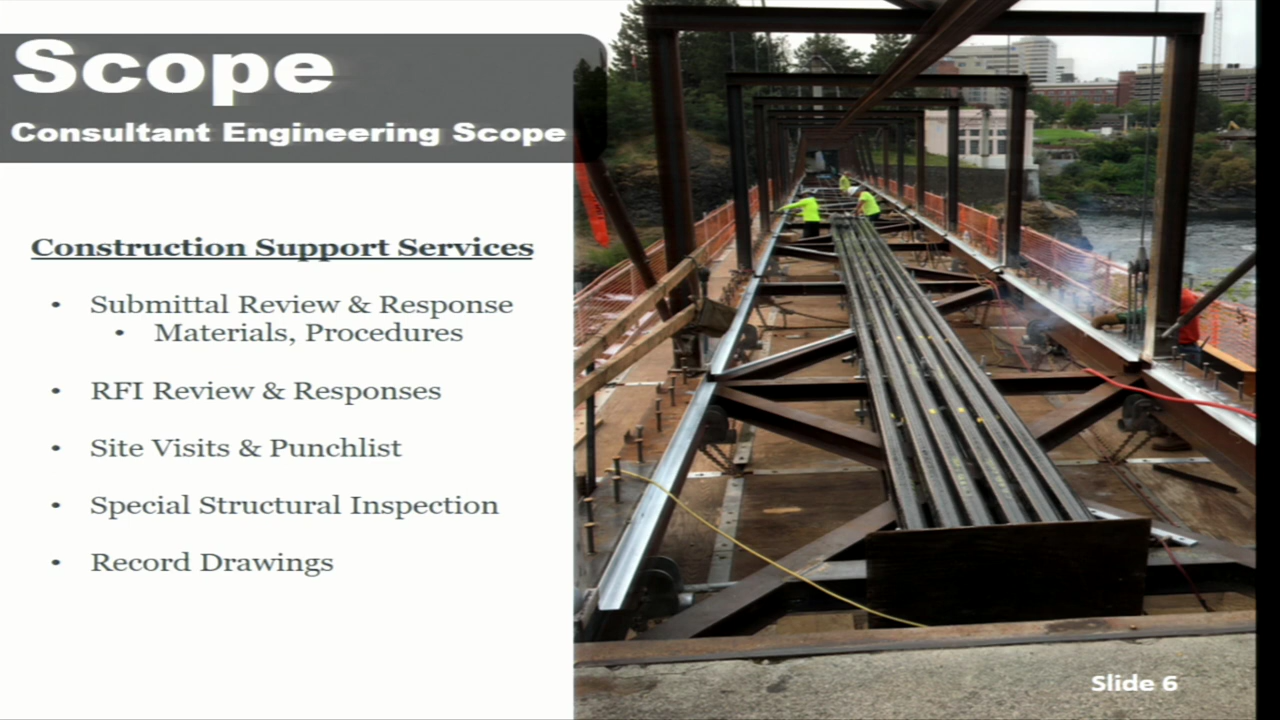 Scope
Consultant Engineering Scope
Construction Support Services
• Submittal Review & Response
• Materials, Procedures
• RFI Review & Responses
• Site Visits & Punchlist
• Special Structural Inspection
• Record Drawings
Slide 6